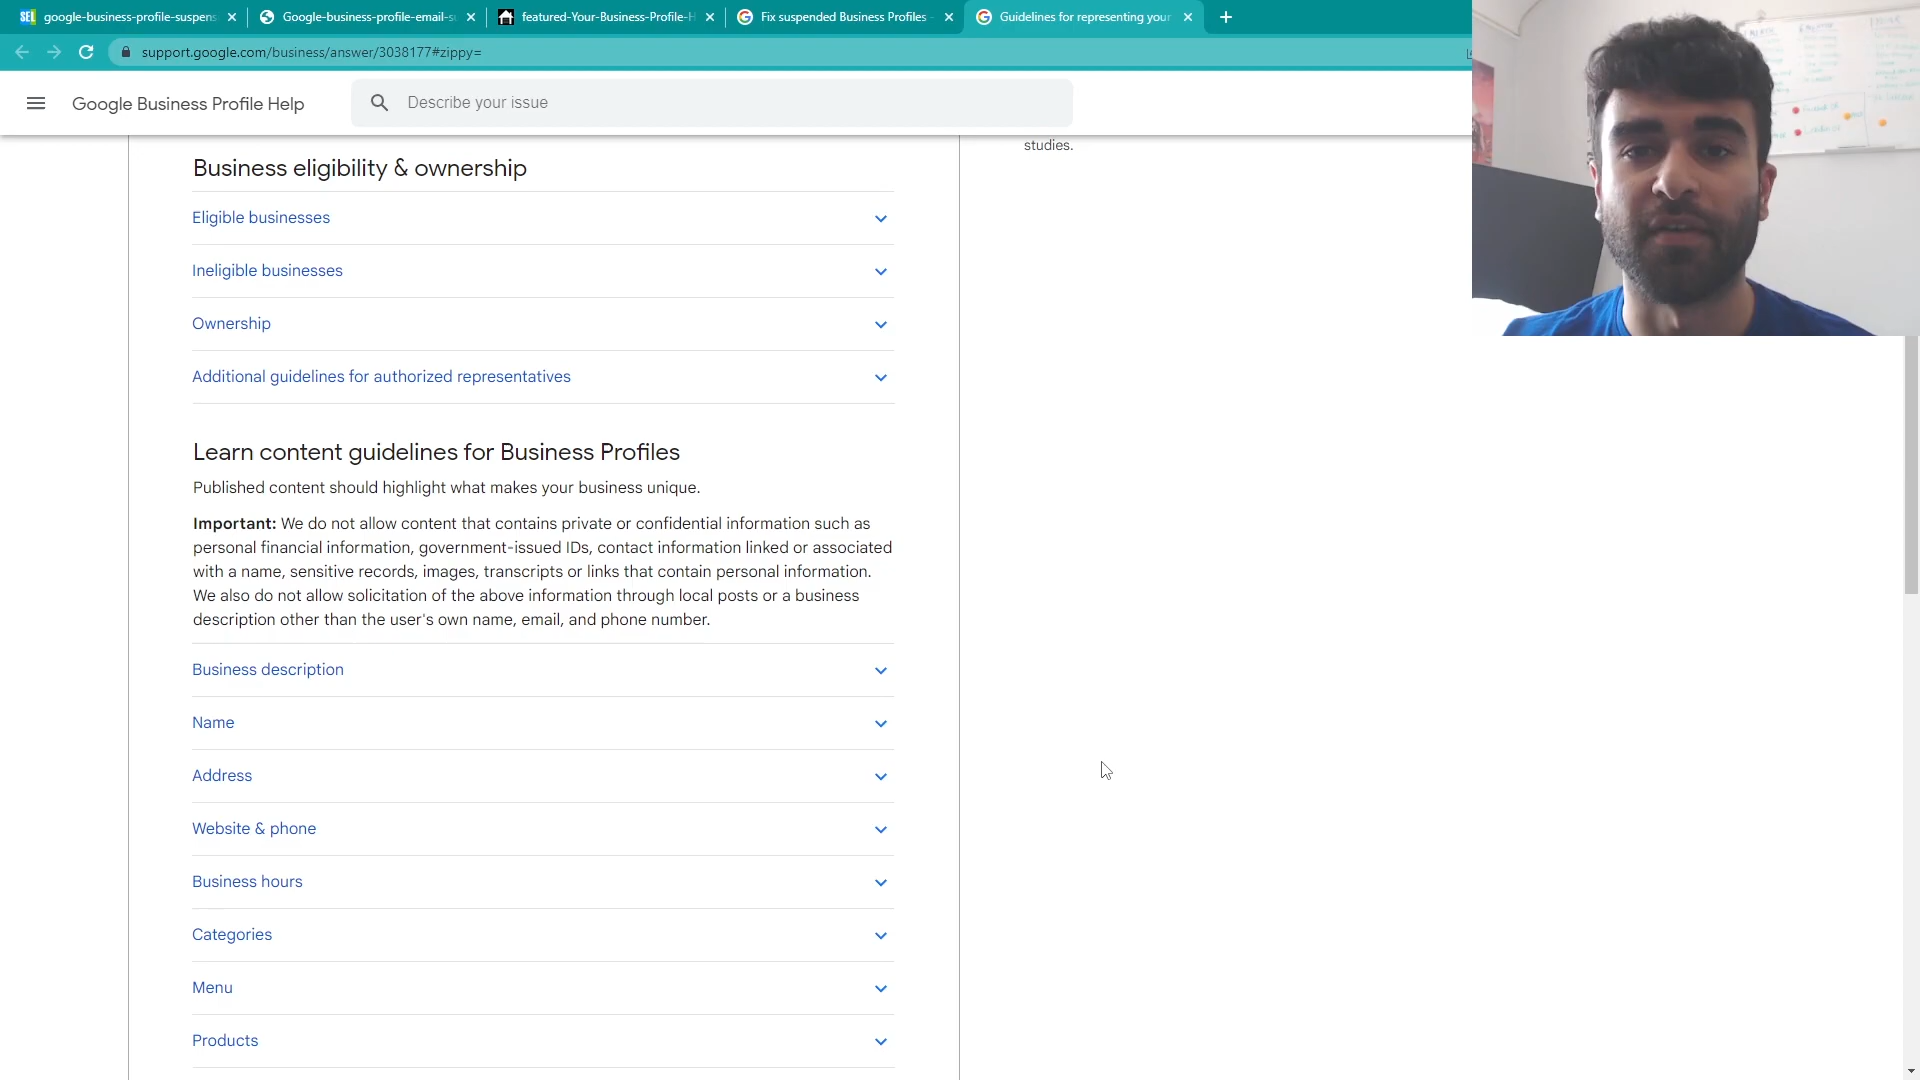 SEL google-business-profile-suspens
Google-business-profile-email-su
featured-Your-Business-Profile-H
Fix suspended Business Profiles -
Guidelines for representing your
support.google.com/business/answer/3038177#zippy=
Google Business Profile Help
Describe your issue
studies.
Business eligibility & ownership
Eligible businesses
Ineligible businesses
Ownership
Additional guidelines for authorized representatives
Learn content guidelines for Business Profiles
Published content should highlight what makes your business unique.
Important: We do not allow content that contains private or confidential information such as
personal financial information, government-issued IDs, contact information linked or associated
with a name, sensitive records, images, transcripts or links that contain personal information.
We also do not allow solicitation of the above information through local posts or a business
description other than the user's own name, email, and phone number.
Business description
Name
Address
Website & phone
Business hours
Categories
Menu
Products